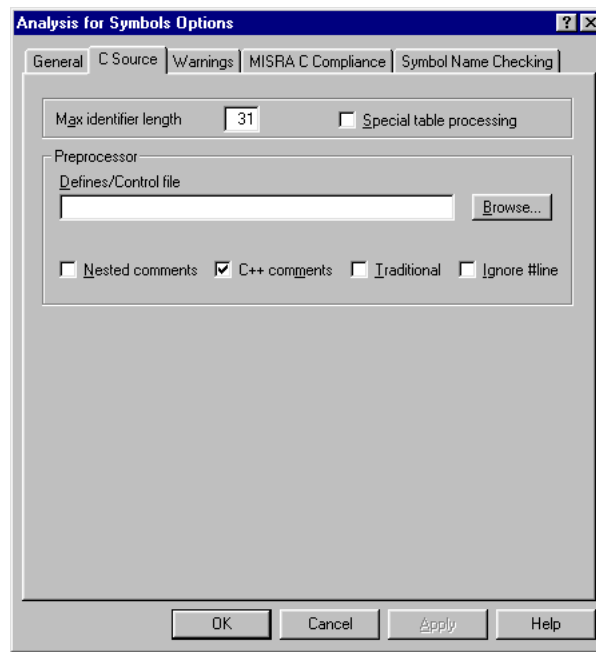 Analysis for Symbols Options
General C Source Warnings MISRA C Compliance Symbol Name Checking
Max identifier length 31 Special table processing
Preprocessor
Defines/Control file
Browse...
Nested comments C++ comments Traditional Ignore #line
OK Cancel Apply Help